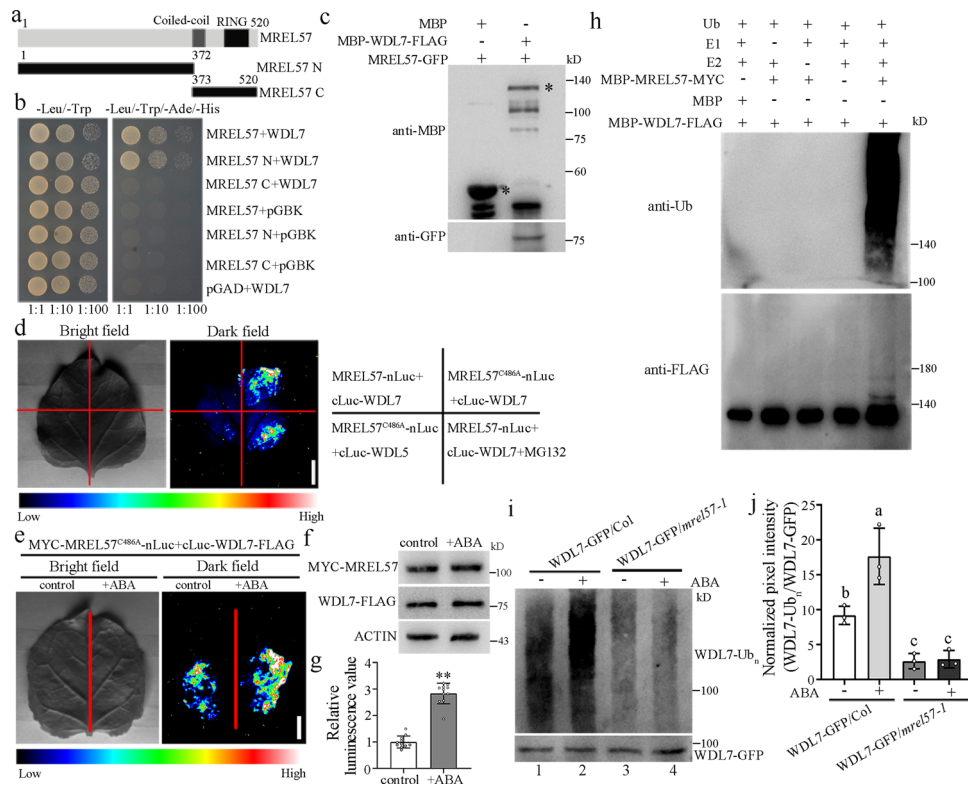 a
1
Coiled-coil
RING
520
MREL57
1
372
MREL57 N
373
520
MREL57 C
b
-Leu/-Trp
-Leu/-Trp/-Ade/-His
MREL57+WDL7
MREL57 N+WDL7
MREL57 C+WDL7
MREL57+pGBK
MREL57 N+pGBK
MREL57 C+pGBK
pGAD+WDL7
1:1 1:10 1:100
1:1 1:10 1:100
c
MBP + -
MBP-WDL7-FLAG - +
MREL57-GFP + +
kD
140
*
100
anti-MBP
75
60
*
anti-GFP
75
d
Bright field
Dark field
MREL57-nLuc+
cLuc-WDL7
MREL57C486A-nLuc
+cLuc-WDL7
MREL57C486A-nLuc
+cLuc-WDL5
MREL57-nLuc+
cLuc-WDL7+MG132
Low
High
e
MYC-MREL57C486A-nLuc+cLuc-WDL7-FLAG
Bright field
Dark field
control +ABA
control +ABA
Low
High
f
control +ABA
kD
MYC-MREL57
100
WDL7-FLAG
75
ACTIN
43
g
Relative
luminescence value
4
3
2
1
0
**
control +ABA
h
Ub + + + + +
E1 + - + + +
E2 + + - + +
MBP-MREL57-MYC - + + - +
MBP + - - - -
MBP-WDL7-FLAG + + + + +
kD
anti-Ub
140
100
anti-FLAG
180
140
i
WDL7-GFP/Col
WDL7-GFP/mrel57-1
- + - + ABA
kD
WDL7-Ubn
100
100
WDL7-GFP
1 2 3 4
j
Normalized pixel intensity
(WDL7-Ubn/WDL7-GFP)
25
20
15
10
5
0
b
a
c
c
ABA - + - +
WDL7-GFP/Col
WDL7-GFP/mrel57-1